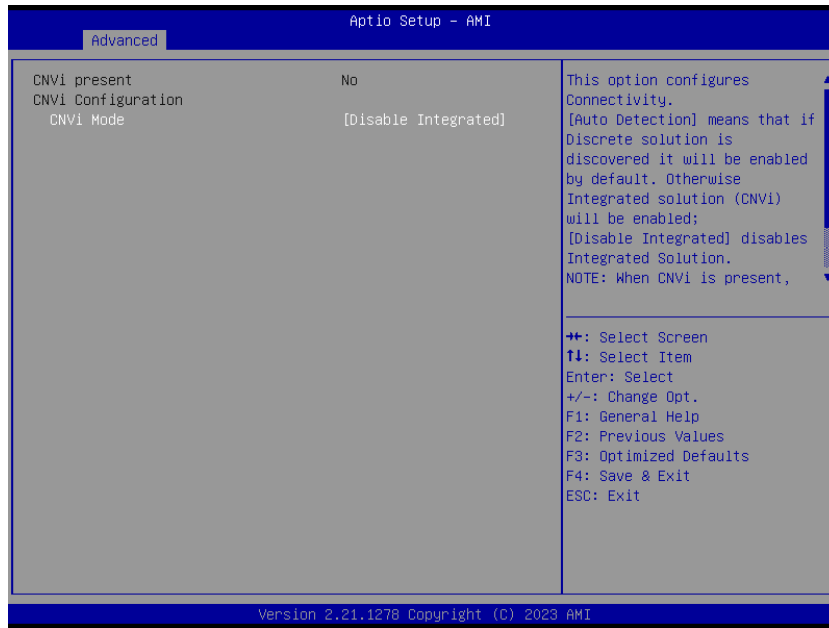 Aptio Setup – AMI
Advanced
CNVi present No
CNVi Configuration
CNVi Mode [Disable Integrated]
This option configures
Connectivity.
[Auto Detection] means that if
Discrete solution is
discovered it will be enabled
by default. Otherwise
Integrated solution (CNVi)
will be enabled;
[Disable Integrated] disables
Integrated Solution.
NOTE: When CNVi is present,
→←: Select Screen
↑↓: Select Item
Enter: Select
+/-: Change Opt.
F1: General Help
F2: Previous Values
F3: Optimized Defaults
F4: Save & Exit
ESC: Exit
Version 2.21.1278 Copyright (C) 2023 AMI